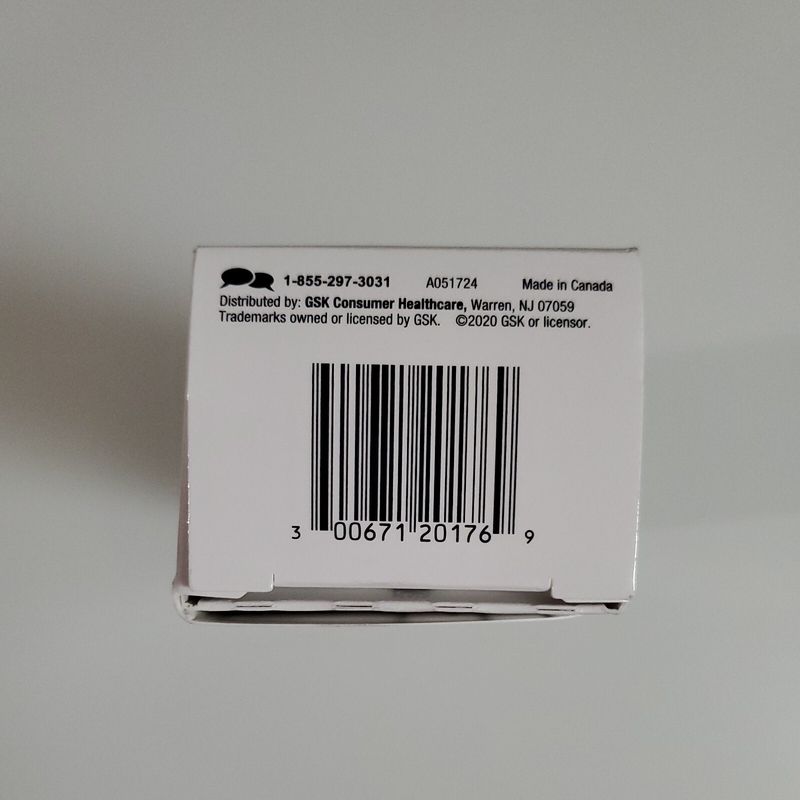 1-855-297-3031 A051724 Made in Canada
Distributed by: GSK Consumer Healthcare, Warren, NJ 07059
Trademarks owned or licensed by GSK. ©2020 GSK or licensor.
3 00671 20176 9